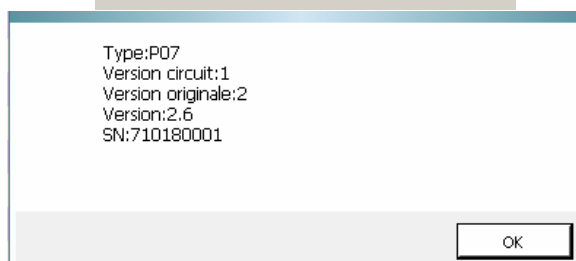 Type:P07
Version circuit:1
Version originale:2
Version:2.6
SN:710180001
OK